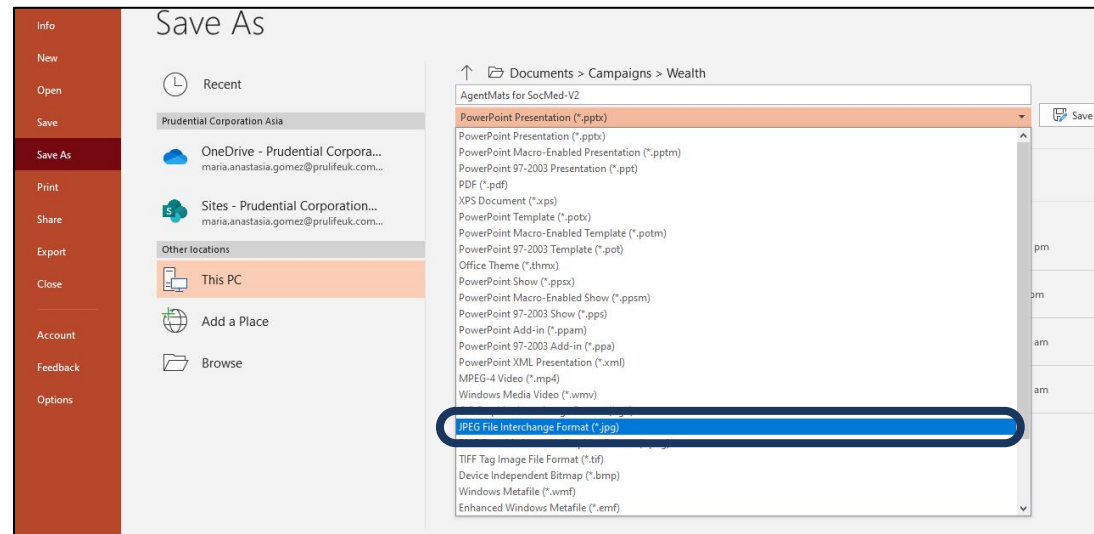 Save As
Info
New
Open
Save
Save As
Print
Share
Export
Close
Account
Feedback
Options
Recent
Prudential Corporation Asia
OneDrive - Prudential Corpora...
maria.anastasia.gomez@prulifeuk.com...
Sites - Prudential Corporation...
maria.anastasia.gomez@prulifeuk.com...
Other locations
This PC
Add a Place
Browse
Documents > Campaigns > Wealth
AgentMats for SocMed-V2
PowerPoint Presentation (*.pptx)
Save
PowerPoint Presentation (*.pptx)
PowerPoint Macro-Enabled Presentation (*.pptm)
PowerPoint 97-2003 Presentation (*.ppt)
PDF (*.pdf)
XPS Document (*.xps)
PowerPoint Template (*.potx)
PowerPoint Macro-Enabled Template (*.potm)
PowerPoint 97-2003 Template (*.pot)
Office Theme (*.thmx)
PowerPoint Show (*.ppsx)
PowerPoint Macro-Enabled Show (*.ppsm)
PowerPoint 97-2003 Show (*.pps)
PowerPoint Add-in (*.ppam)
PowerPoint 97-2003 Add-in (*.ppa)
PowerPoint XML Presentation (*.xml)
MPEG-4 Video (*.mp4)
Windows Media Video (*.wmv)
JPEG File Interchange Format (*.jpg)
TIFF Tag Image File Format (*.tif)
Device Independent Bitmap (*.bmp)
Windows Metafile (*.wmf)
Enhanced Windows Metafile (*.emf)
pm
pm
am
am